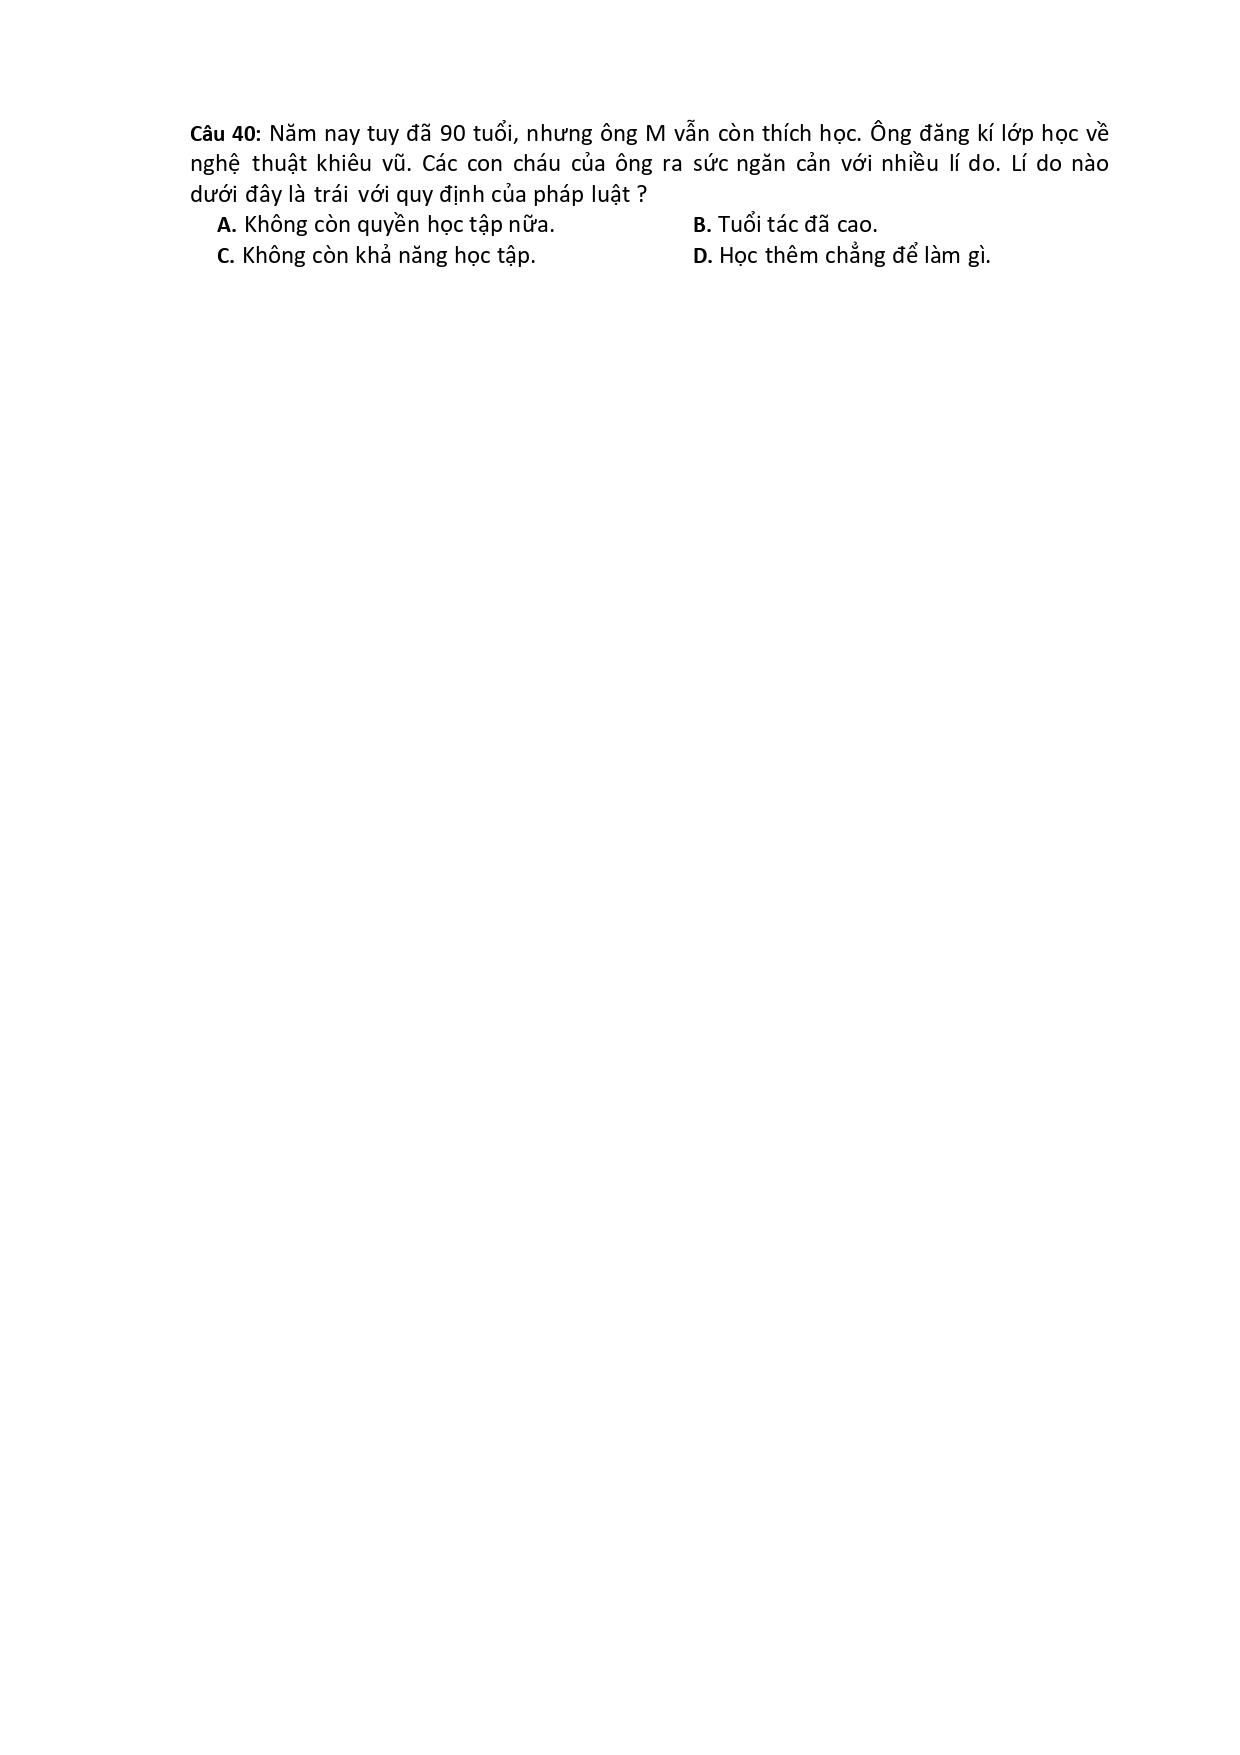 Câu 40: Năm nay tuy đã 90 tuổi, nhưng ông M vẫn còn thích học. Ông đăng kí lớp học về
nghệ thuật khiêu vũ. Các con cháu của ông ra sức ngăn cản với nhiều lí do. Lí do nào
dưới đây là trái với quy định của pháp luật ?
A. Không còn quyền học tập nữa. B. Tuổi tác đã cao.
C. Không còn khả năng học tập. D. Học thêm chẳng để làm gì.